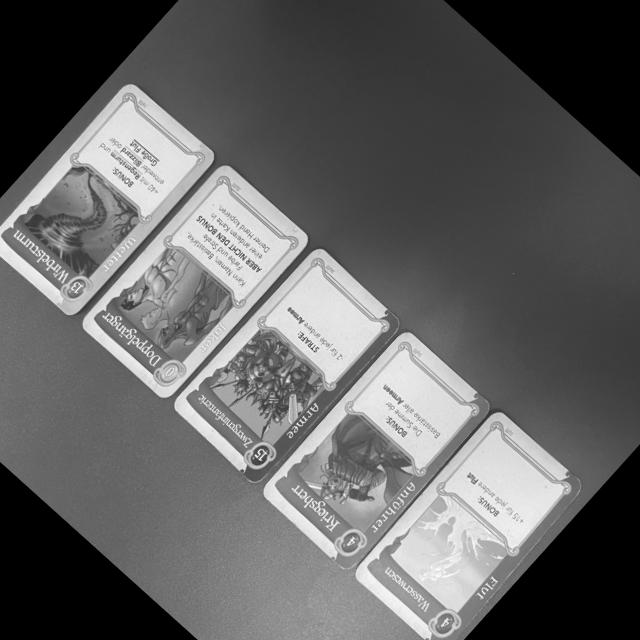 13
Wirbelsturm
Wetter
BONUS:
40 mit Regensturm und
entweder Blizzard oder
Große Flut
0
Doppelgänger
Joker
Kann Namen, Basisstärke,
Farbe und Strafe
ABER NICHT DEN BONUS
einer anderen Karte in
Deiner Hand kopieren.
15
Zwergeninfanterie
Armee
STRAFE:
-2 für jede andere Armee
4
Kriegsherr
Anführer
BONUS:
Die Summe der
Basisstärke aller Armeen
4
Wasserwesen
Flut
BONUS:
+15 für jede andere Flut